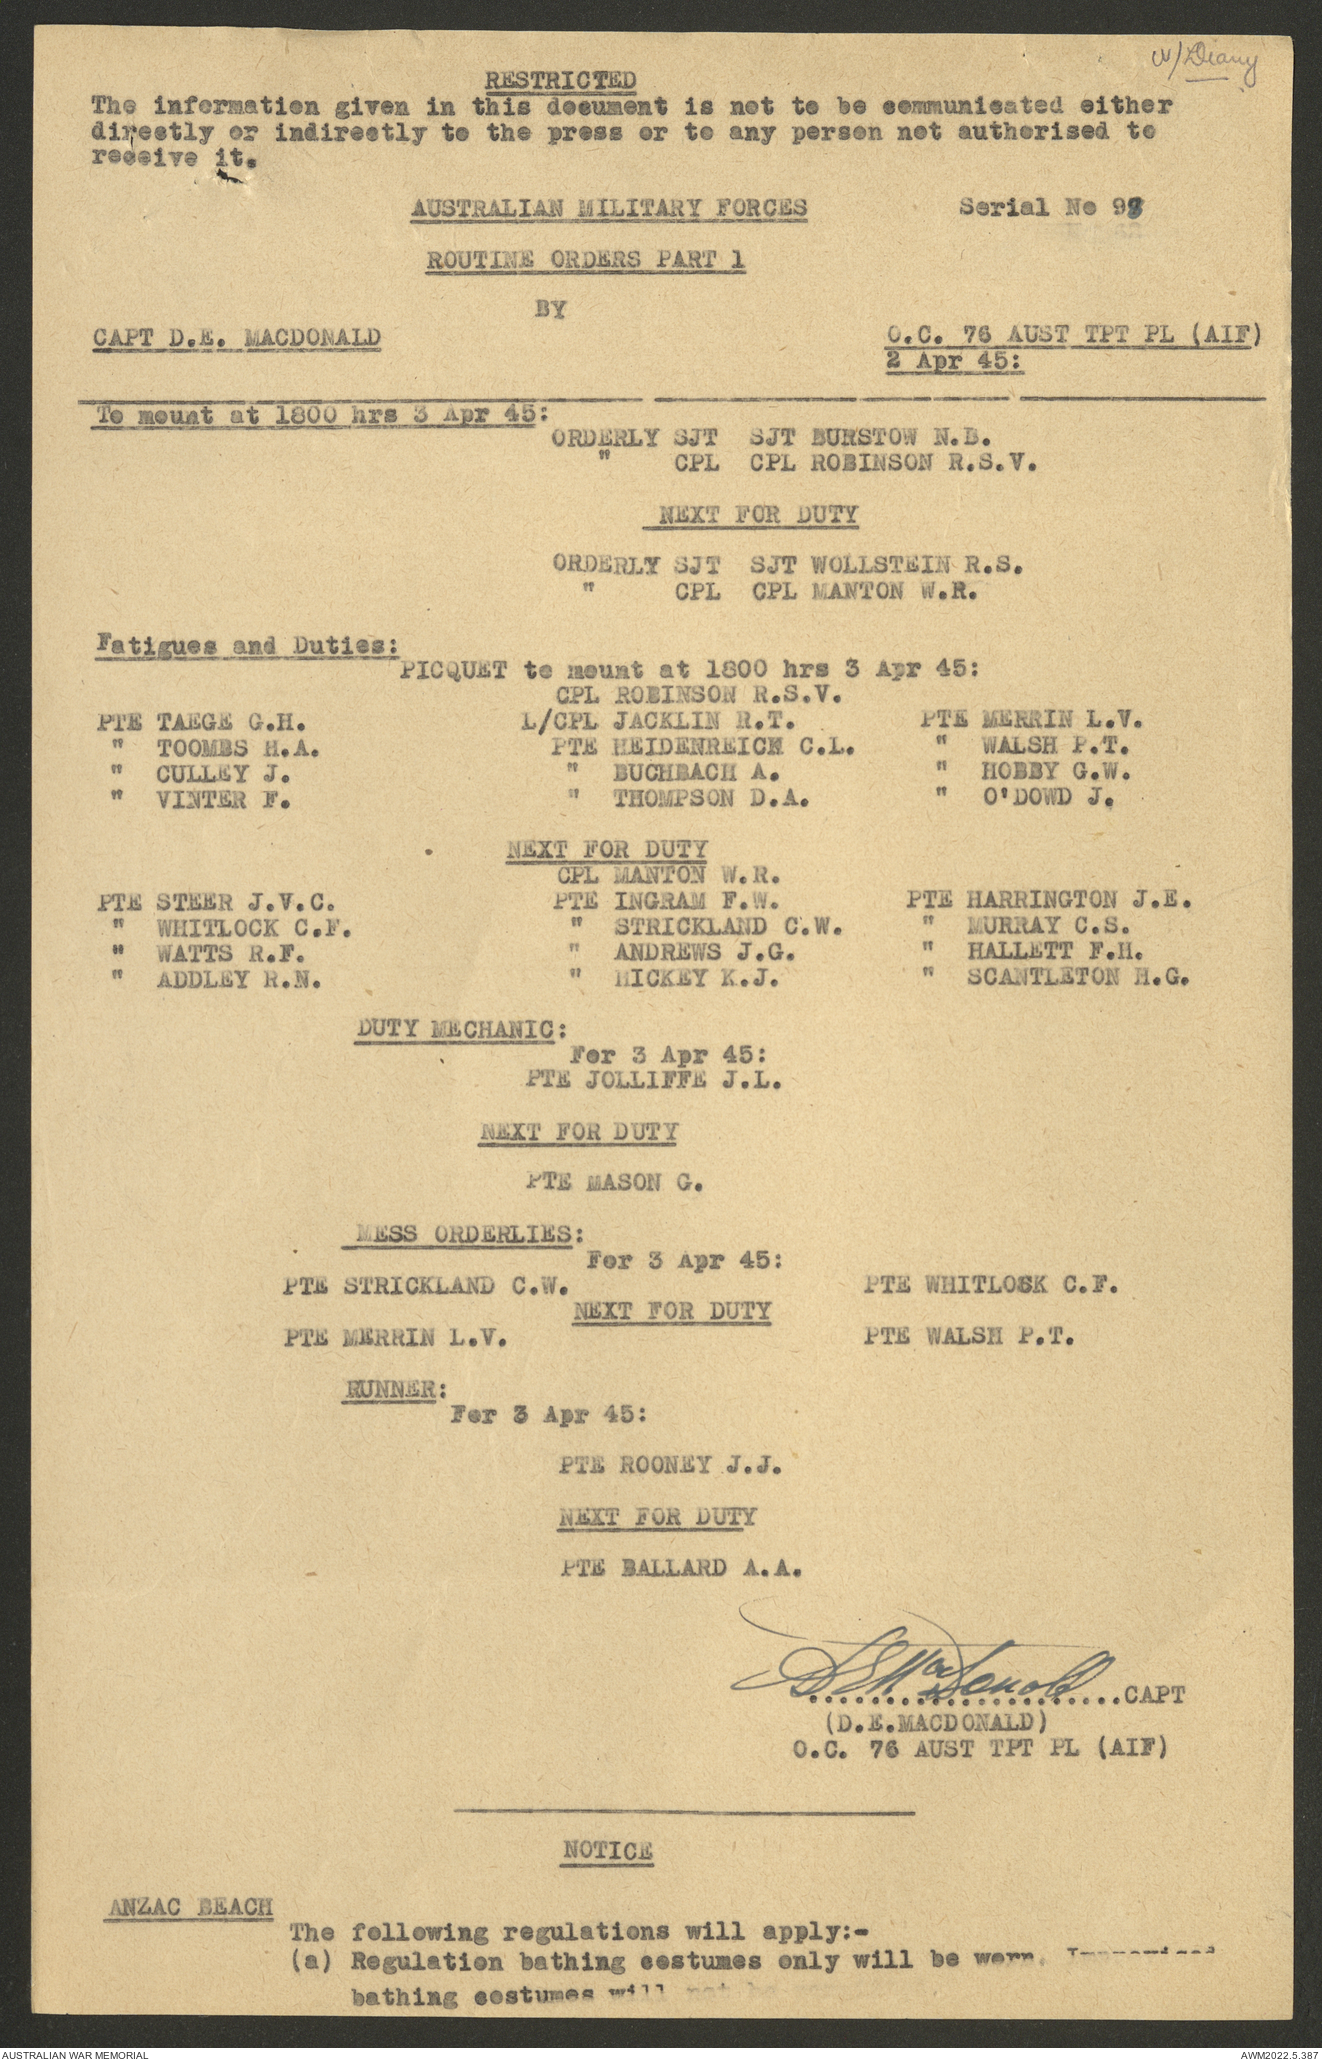 W/Diary
RESTRICTED
The information given in this document is not to be communicated either
directly or indirectly to the press or to any person not authorised to
receive it.
AUSTRALIAN MILITARY FORCES Serial No 98
ROUTINE ORDERS PART 1
BY
CAPT D.E. MACDONALD O.C. 76 AUST TPT PL (AIF)
2 Apr 45:
To mount at 1800 hrs 3 Apr 45:
ORDERLY SJT SJT BURSTOW N.B.
" CPL CPL ROBINSON R.S.V.
NEXT FOR DUTY
ORDERLY SJT SJT WOLLSTEIN R.S.
" CPL CPL MANTON W.R.
Fatigues and Duties:
PICQUET to mount at 1800 hrs 3 Apr 45:
CPL ROBINSON R.S.V.
PTE TAEGE G.H. L/CPL JACKLIN R.T. PTE MERRIN L.V.
" TOOMBS H.A. PTE HEIDENREICH C.L. " WALSH P.T.
" CULLEY J. " BUCHBACH A. " HOBBY G.W.
" VINTER F. " THOMPSON D.A. " O'DOWD J.
NEXT FOR DUTY
CPL MANTON W.R.
PTE STEER J.V.C. PTE INGRAM F.W. PTE HARRINGTON J.E.
" WHITLOCK C.F. " STRICKLAND C.W. " MURRAY C.S.
" WATTS R.F. " ANDREWS J.G. " HALLETT F.H.
" ADDLEY R.N. " HICKEY K.J. " SCANTLETON H.G.
DUTY MECHANIC:
For 3 Apr 45:
PTE JOLLIFFE J.L.
NEXT FOR DUTY
PTE MASON G.
MESS ORDERLIES:
For 3 Apr 45:
PTE STRICKLAND C.W. PTE WHITLOCK C.F.
NEXT FOR DUTY
PTE MERRIN L.V. PTE WALSH P.T.
RUNNER:
For 3 Apr 45:
PTE ROONEY J.J.
NEXT FOR DUTY
PTE BALLARD A.A.
D E MacDonald
......................CAPT
(D.E.MACDONALD)
O.C. 76 AUST TPT PL (AIF)
NOTICE
ANZAC BEACH
The following regulations will apply:-
(a) Regulation bathing costumes only will be worn.
bathing costumes will not be
AUSTRALIAN WAR MEMORIAL AWM2022.5.387